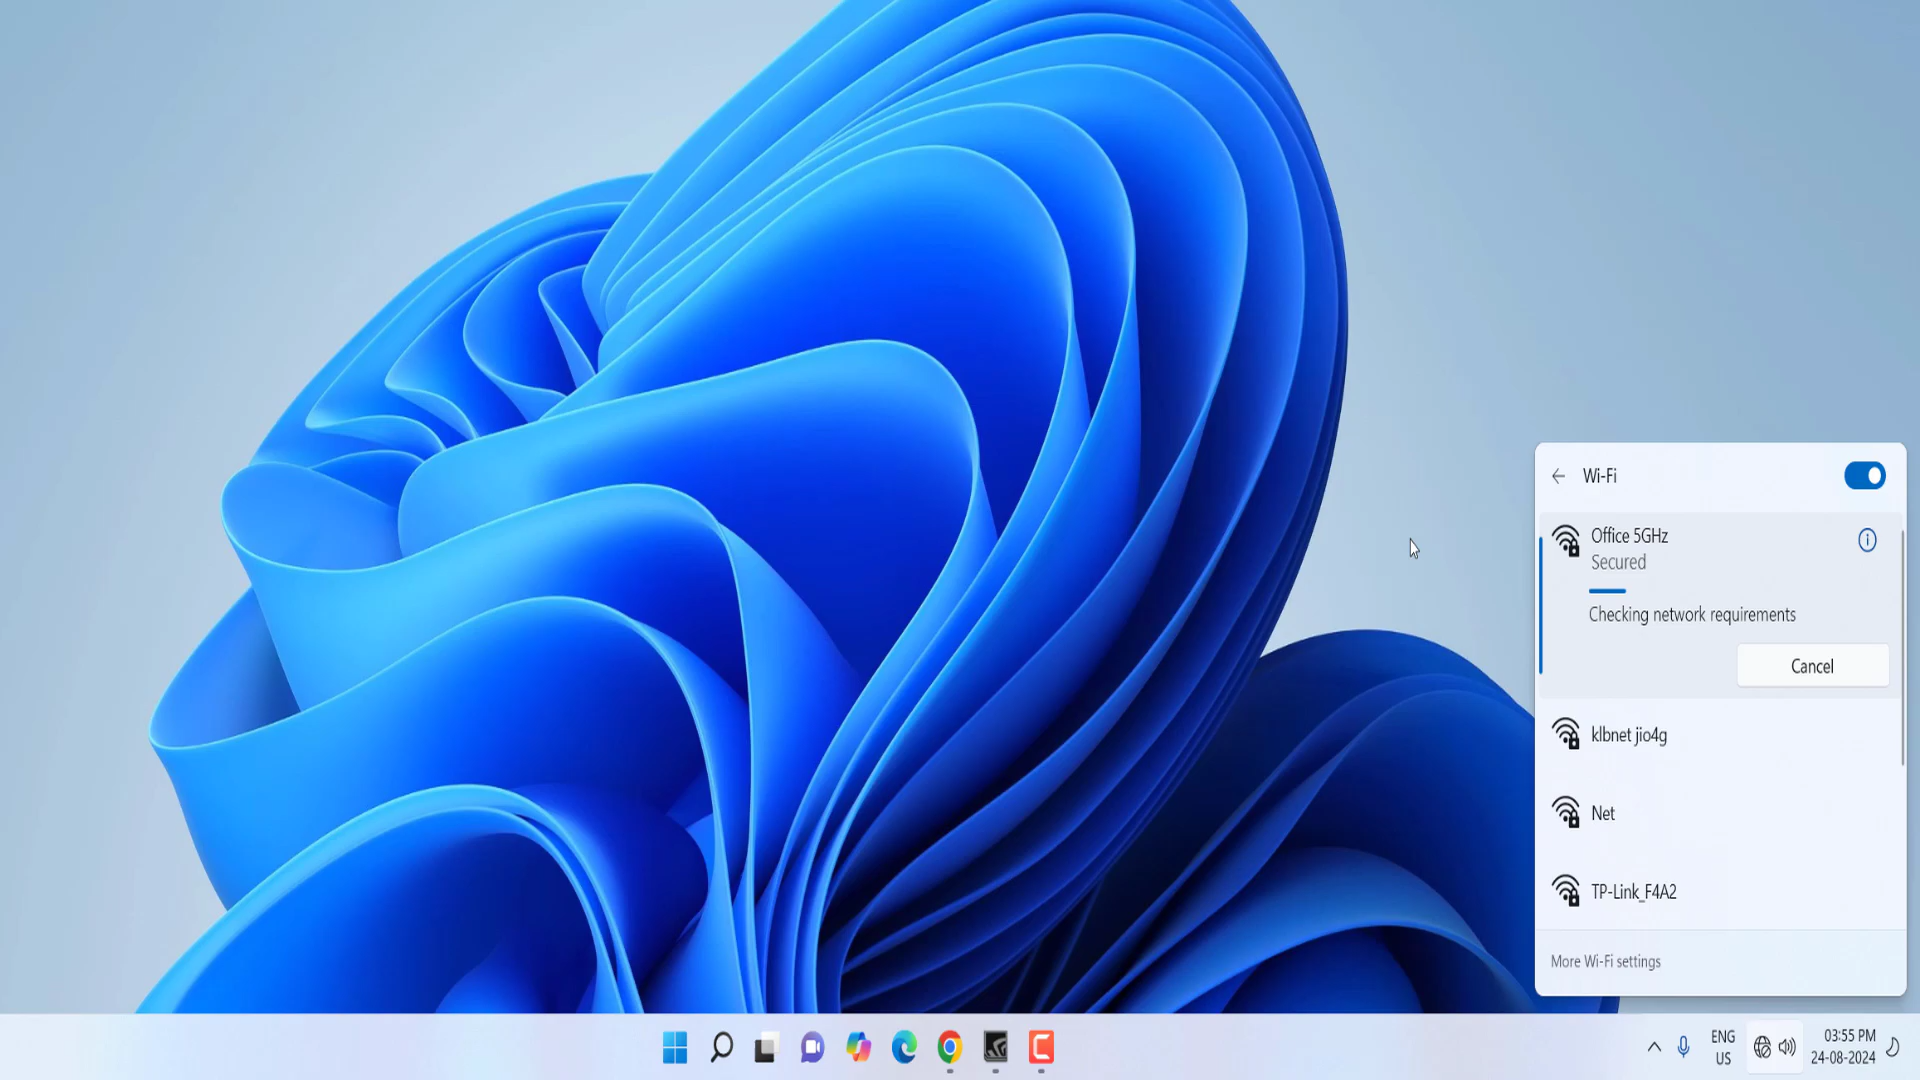 Wi-Fi
Office 5GHz
Secured
Checking network requirements
Cancel
klbnet jio4g
Net
TP-Link_F4A2
More Wi-Fi settings
ENG
US
03:55 PM
24-08-2024